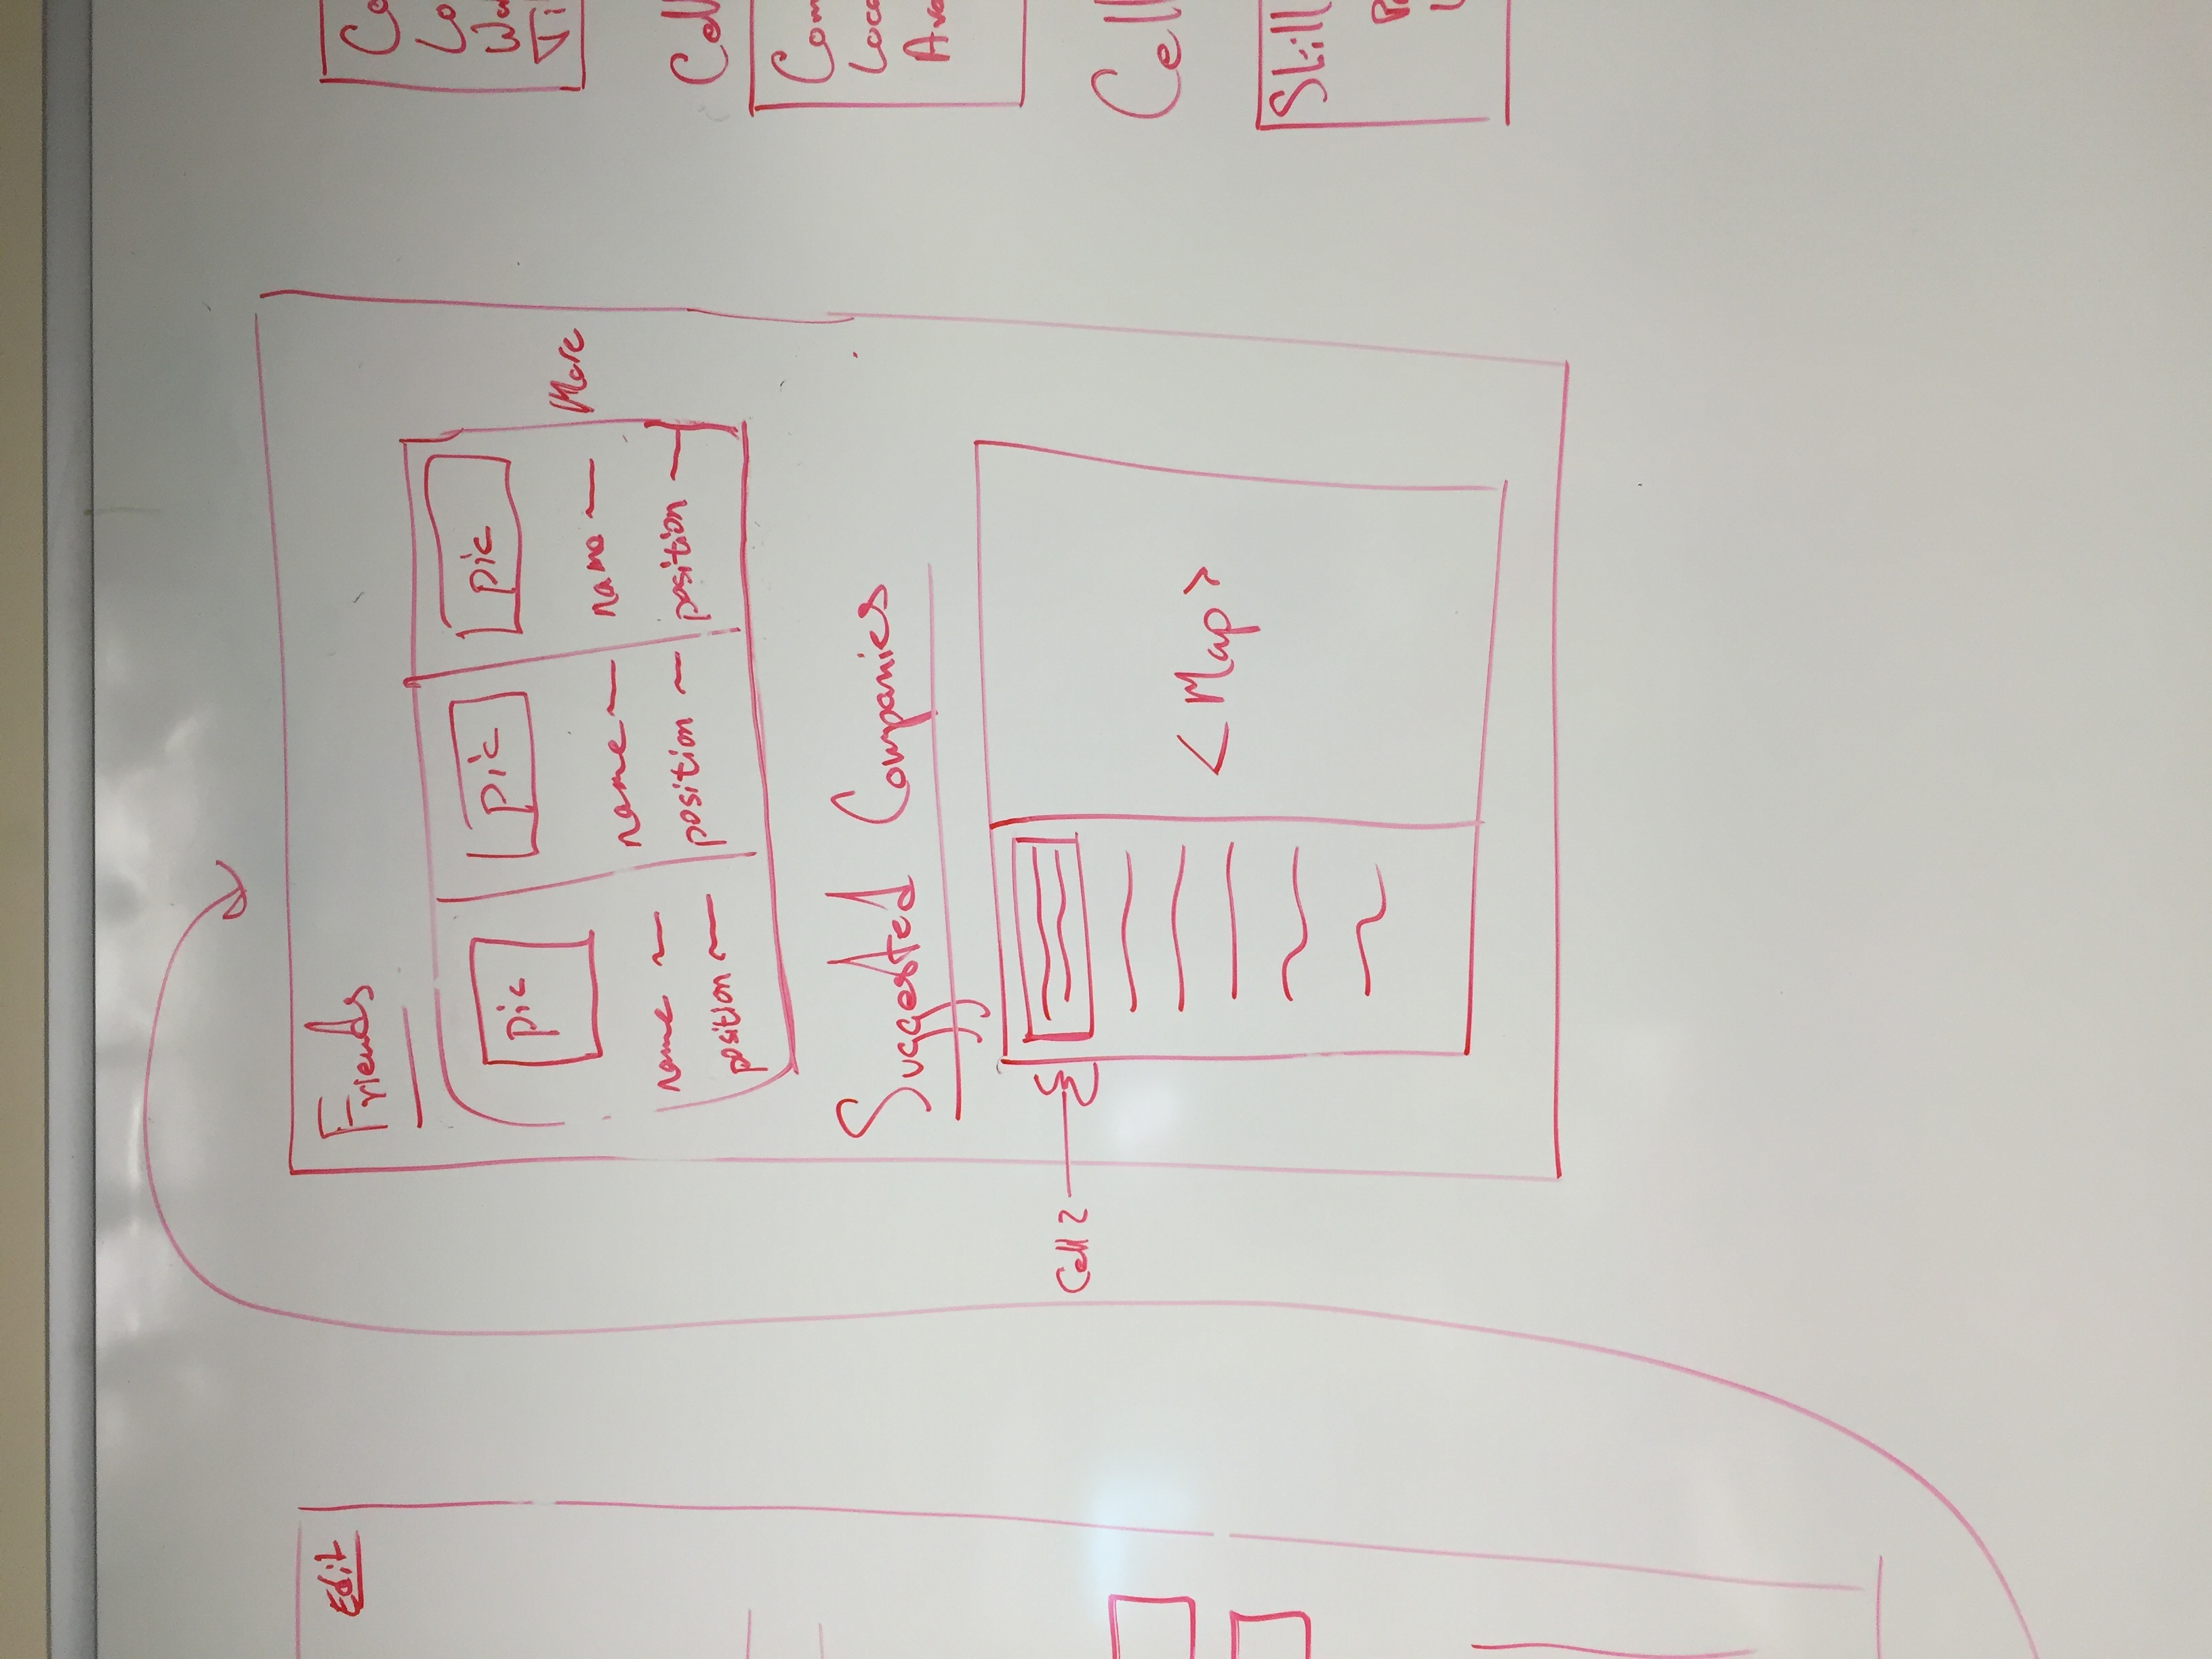 Edit
Friends
pic pic pic
name name name
position position position
More
Suggested Companies
Cell 2
<Map>
Co
Lo
Wa
Ti
Cell
Com
Loca
Ava
Cell
Skill